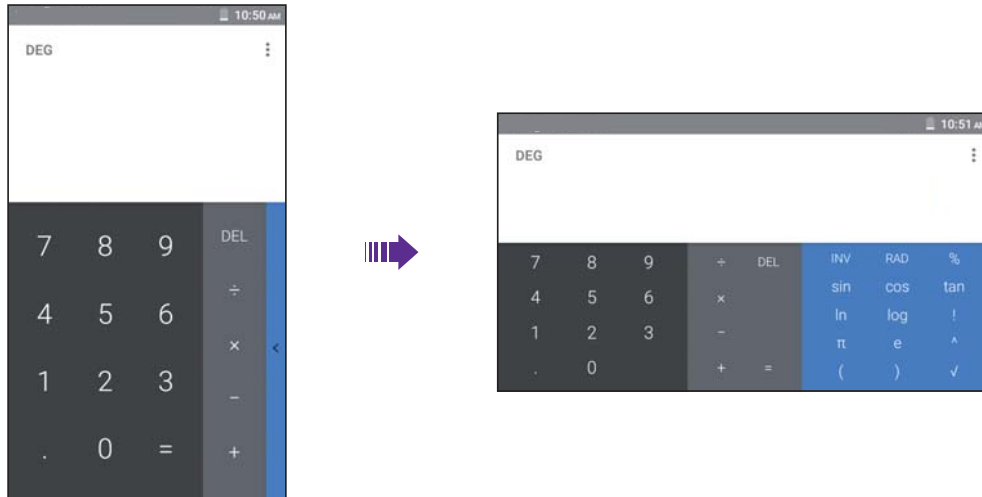 10:50 AM
DEG
7 8 9 DEL
÷
4 5 6
×
1 2 3
−
. 0 = +
<
10:51 AM
DEG
7 8 9 ÷ DEL INV RAD %
4 5 6 × sin cos tan
1 2 3 − ln log !
π e ^
. 0 + = ( ) √